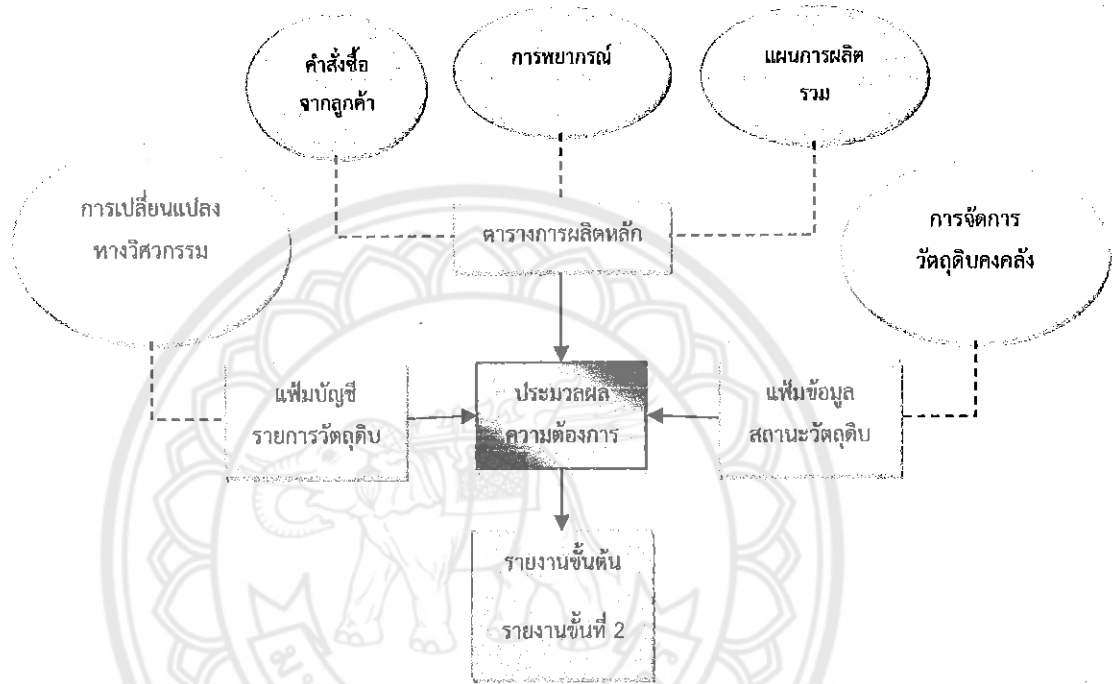 คำสั่งซื้อ
จากลูกค้า
การพยากรณ์
แผนการผลิต
รวม
การเปลี่ยนแปลง
ทางวิศวกรรม
ตารางการผลิตหลัก
การจัดการ
วัตถุดิบคงคลัง
แฟ้มบัญชี
รายการวัตถุดิบ
ประมวลผล
ความต้องการ
แฟ้มข้อมูล
สถานะวัตถุดิบ
รายงานขั้นต้น
รายงานขั้นที่ 2